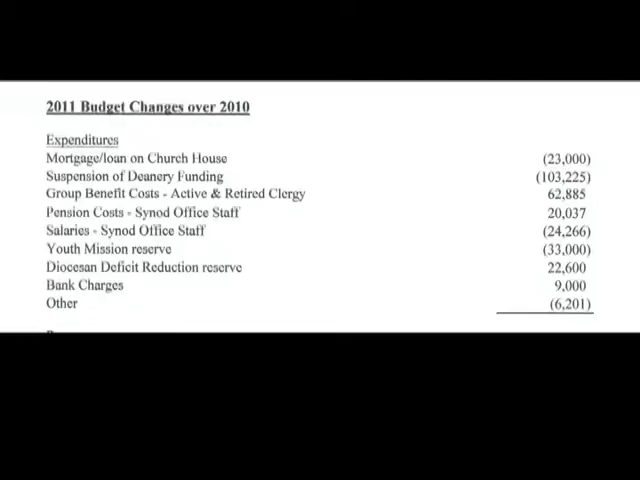 2011 Budget Changes over 2010
Expenditures
Mortgage/loan on Church House (23,000)
Suspension of Deanery Funding (103,225)
Group Benefit Costs - Active & Retired Clergy 62,885
Pension Costs - Synod Office Staff 20,037
Salaries - Synod Office Staff (24,266)
Youth Mission reserve (33,000)
Diocesan Deficit Reduction reserve 22,600
Bank Charges 9,000
Other (6,201)